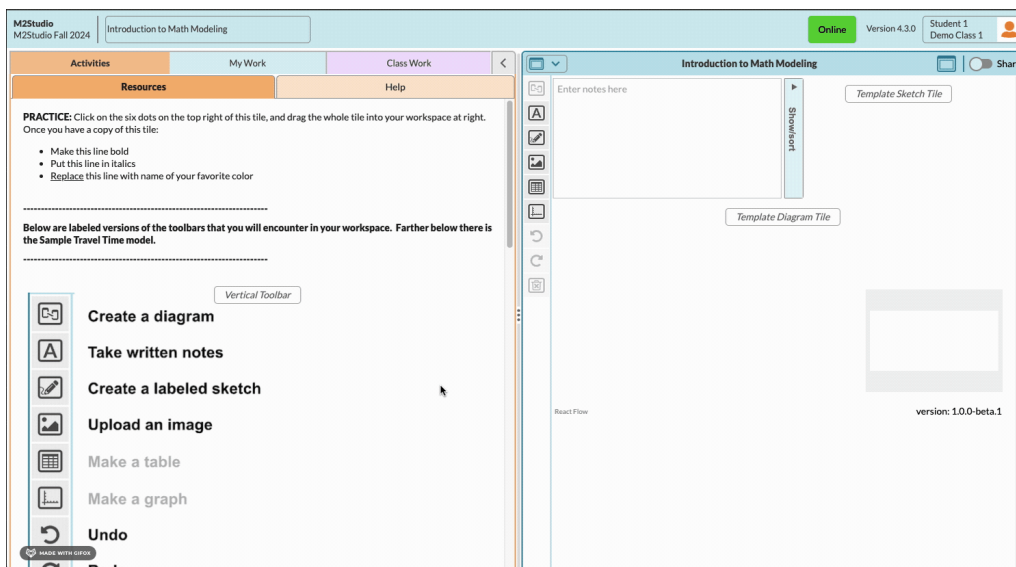 M2Studio
M2Studio Fall 2024
Introduction to Math Modeling
Online
Version 4.3.0
Student 1
Demo Class 1
Activities
My Work
Class Work
Resources
Help
PRACTICE: Click on the six dots on the top right of this tile, and drag the whole tile into your workspace at right.
Once you have a copy of this tile:
• Make this line bold
• Put this line in italics
• Replace this line with name of your favorite color
----------------------------------------------------------------------
Below are labeled versions of the toolbars that you will encounter in your workspace. Farther below there is
the Sample Travel Time model.
----------------------------------------------------------------------
Vertical Toolbar
Create a diagram
A
Take written notes
Create a labeled sketch
Upload an image
Make a table
Make a graph
Undo
MADE WITH GIFOX
Introduction to Math Modeling
Shar
A
Enter notes here
Show/sort
Template Sketch Tile
Template Diagram Tile
React Flow
version: 1.0.0-beta.1